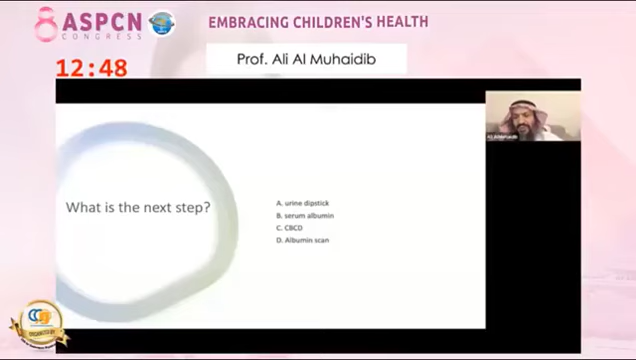 8 ASPCN
CONGRESS
EMBRACING CHILDREN'S HEALTH
Prof. Ali Al Muhaidib
12:48
What is the next step?
A. urine dipstick
B. serum albumin
C. CBCD
D. Albumin scan